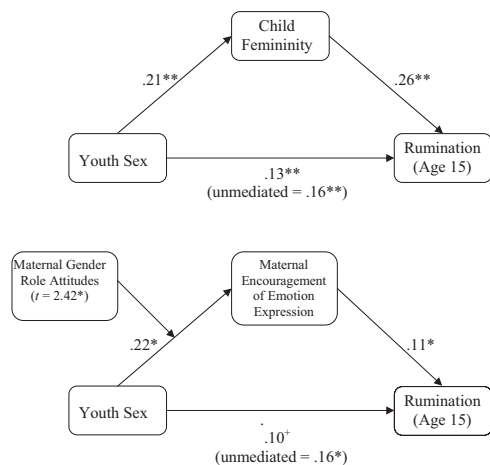 Child
Femininity
.21**
.26**
Youth Sex
Rumination
(Age 15)
.13**
(unmediated = .16**)
Maternal Gender
Role Attitudes
(t = 2.42*)
Maternal
Encouragement
of Emotion
Expression
.22*
.11*
Youth Sex
Rumination
(Age 15)
.
.10+
(unmediated = .16*)